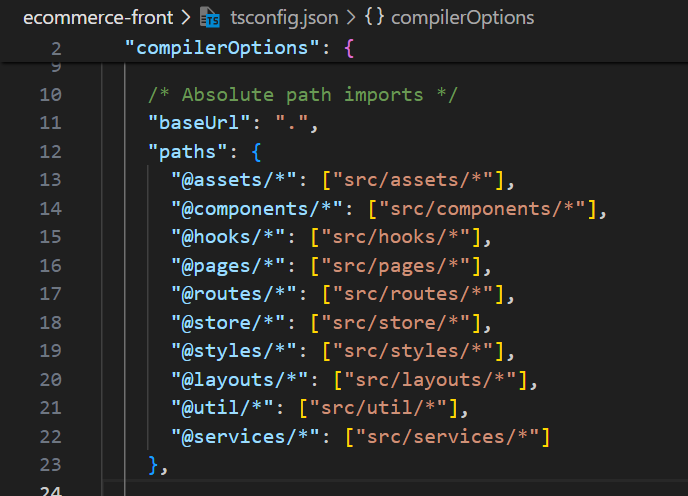 ecommerce-front > tsconfig.json > {} compilerOptions
2 "compilerOptions": {
9
10 /* Absolute path imports */
11 "baseUrl": ".",
12 "paths": {
13 "@assets/*": ["src/assets/*"],
14 "@components/*": ["src/components/*"],
15 "@hooks/*": ["src/hooks/*"],
16 "@pages/*": ["src/pages/*"],
17 "@routes/*": ["src/routes/*"],
18 "@store/*": ["src/store/*"],
19 "@styles/*": ["src/styles/*"],
20 "@layouts/*": ["src/layouts/*"],
21 "@util/*": ["src/util/*"],
22 "@services/*": ["src/services/*"]
23 },
24